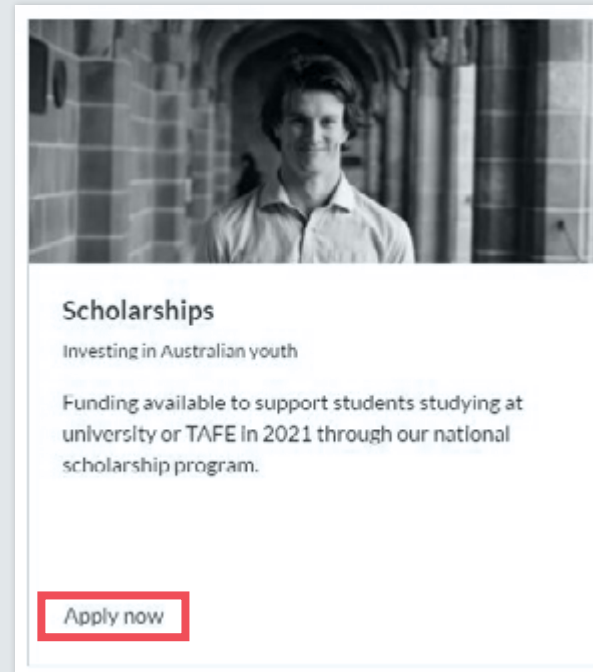 Scholarships
Investing in Australian youth
Funding available to support students studying at
university or TAFE in 2021 through our national
scholarship program.
Apply now